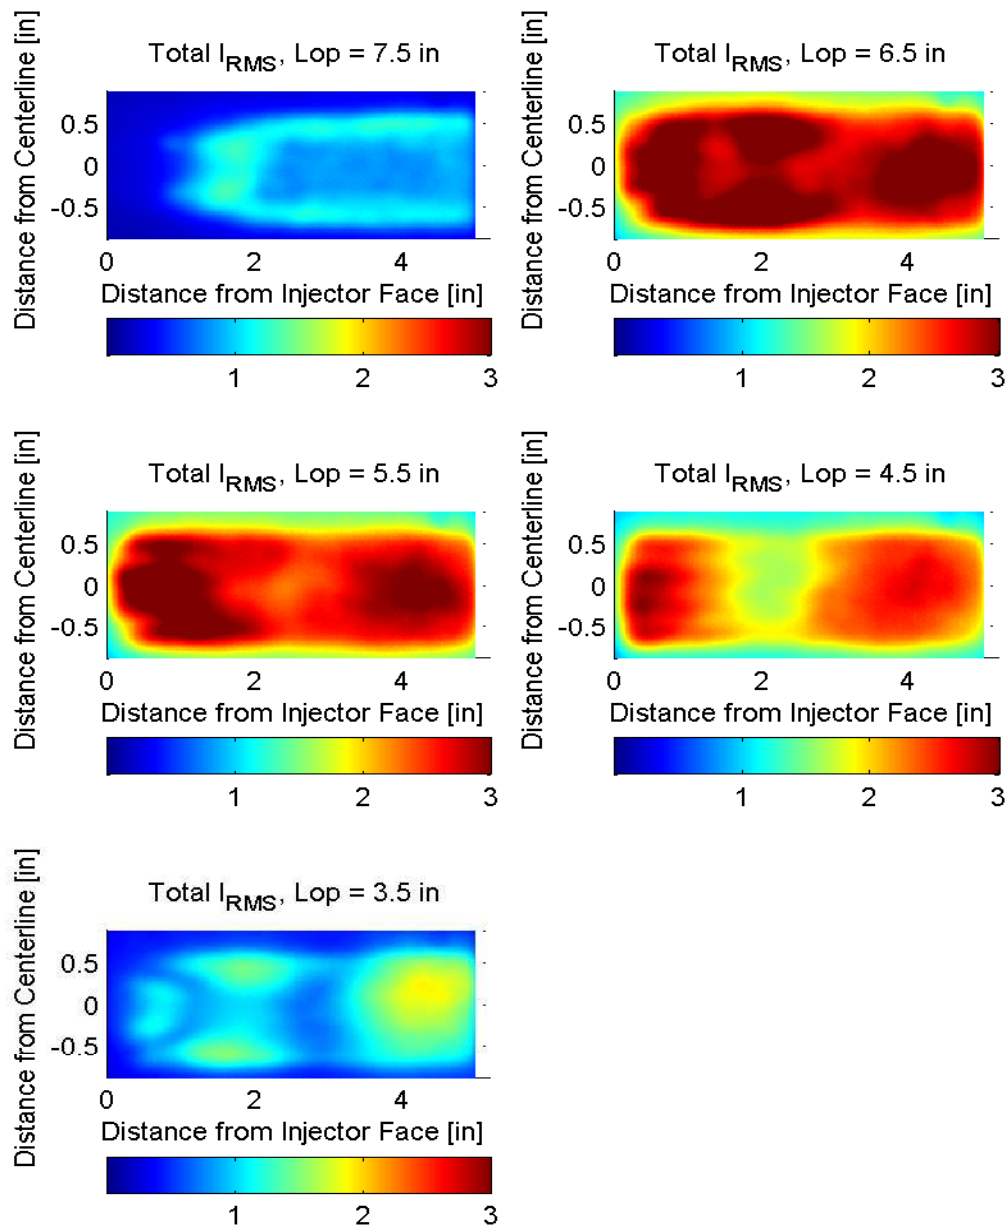 Total I_RMS, Lop = 7.5 in
Distance from Centerline [in]
0.5
0
-0.5
0 2 4
Distance from Injector Face [in]
1 2 3
Total I_RMS, Lop = 6.5 in
Distance from Centerline [in]
0.5
0
-0.5
0 2 4
Distance from Injector Face [in]
1 2 3
Total I_RMS, Lop = 5.5 in
Distance from Centerline [in]
0.5
0
-0.5
0 2 4
Distance from Injector Face [in]
1 2 3
Total I_RMS, Lop = 4.5 in
Distance from Centerline [in]
0.5
0
-0.5
0 2 4
Distance from Injector Face [in]
1 2 3
Total I_RMS, Lop = 3.5 in
Distance from Centerline [in]
0.5
0
-0.5
0 2 4
Distance from Injector Face [in]
1 2 3